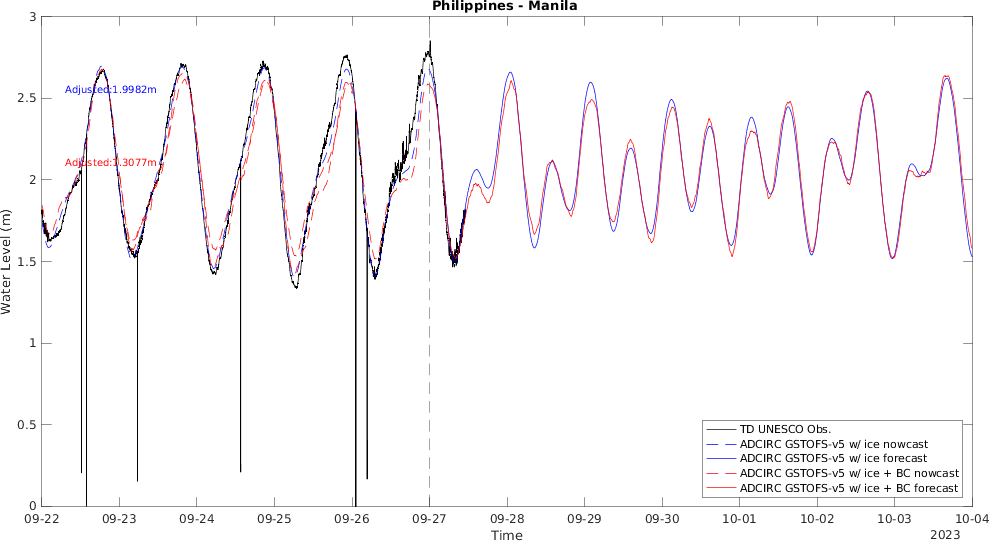 Philippines - Manila
3
2.5
2
1.5
1
0.5
0
Water Level (m)
Adjusted:1.9982m
Adjusted:1.3077m
TD UNESCO Obs.
ADCIRC GSTOFS-v5 w/ ice nowcast
ADCIRC GSTOFS-v5 w/ ice forecast
ADCIRC GSTOFS-v5 w/ ice + BC nowcast
ADCIRC GSTOFS-v5 w/ ice + BC forecast
09-22 09-23 09-24 09-25 09-26 09-27 09-28 09-29 09-30 10-01 10-02 10-03 10-04
Time
2023